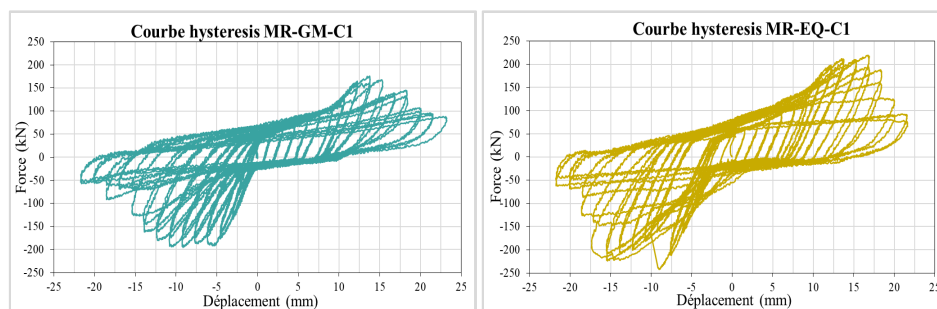 Courbe hysteresis MR-GM-C1
250
200
150
100
50
0
-50
-100
-150
-200
-250
Force (kN)
-25 -20 -15 -10 -5 0 5 10 15 20 25
Déplacement (mm)
Courbe hysteresis MR-EQ-C1
250
200
150
100
50
0
-50
-100
-150
-200
-250
Force (kN)
-25 -20 -15 -10 -5 0 5 10 15 20 25
Déplacement (mm)